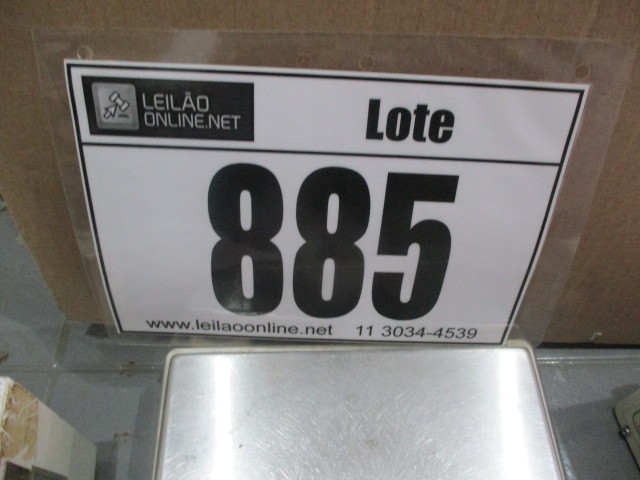 LEILÃO
ONLINE.NET
Lote
885
www.leilaoonline.net 11 3034-4539